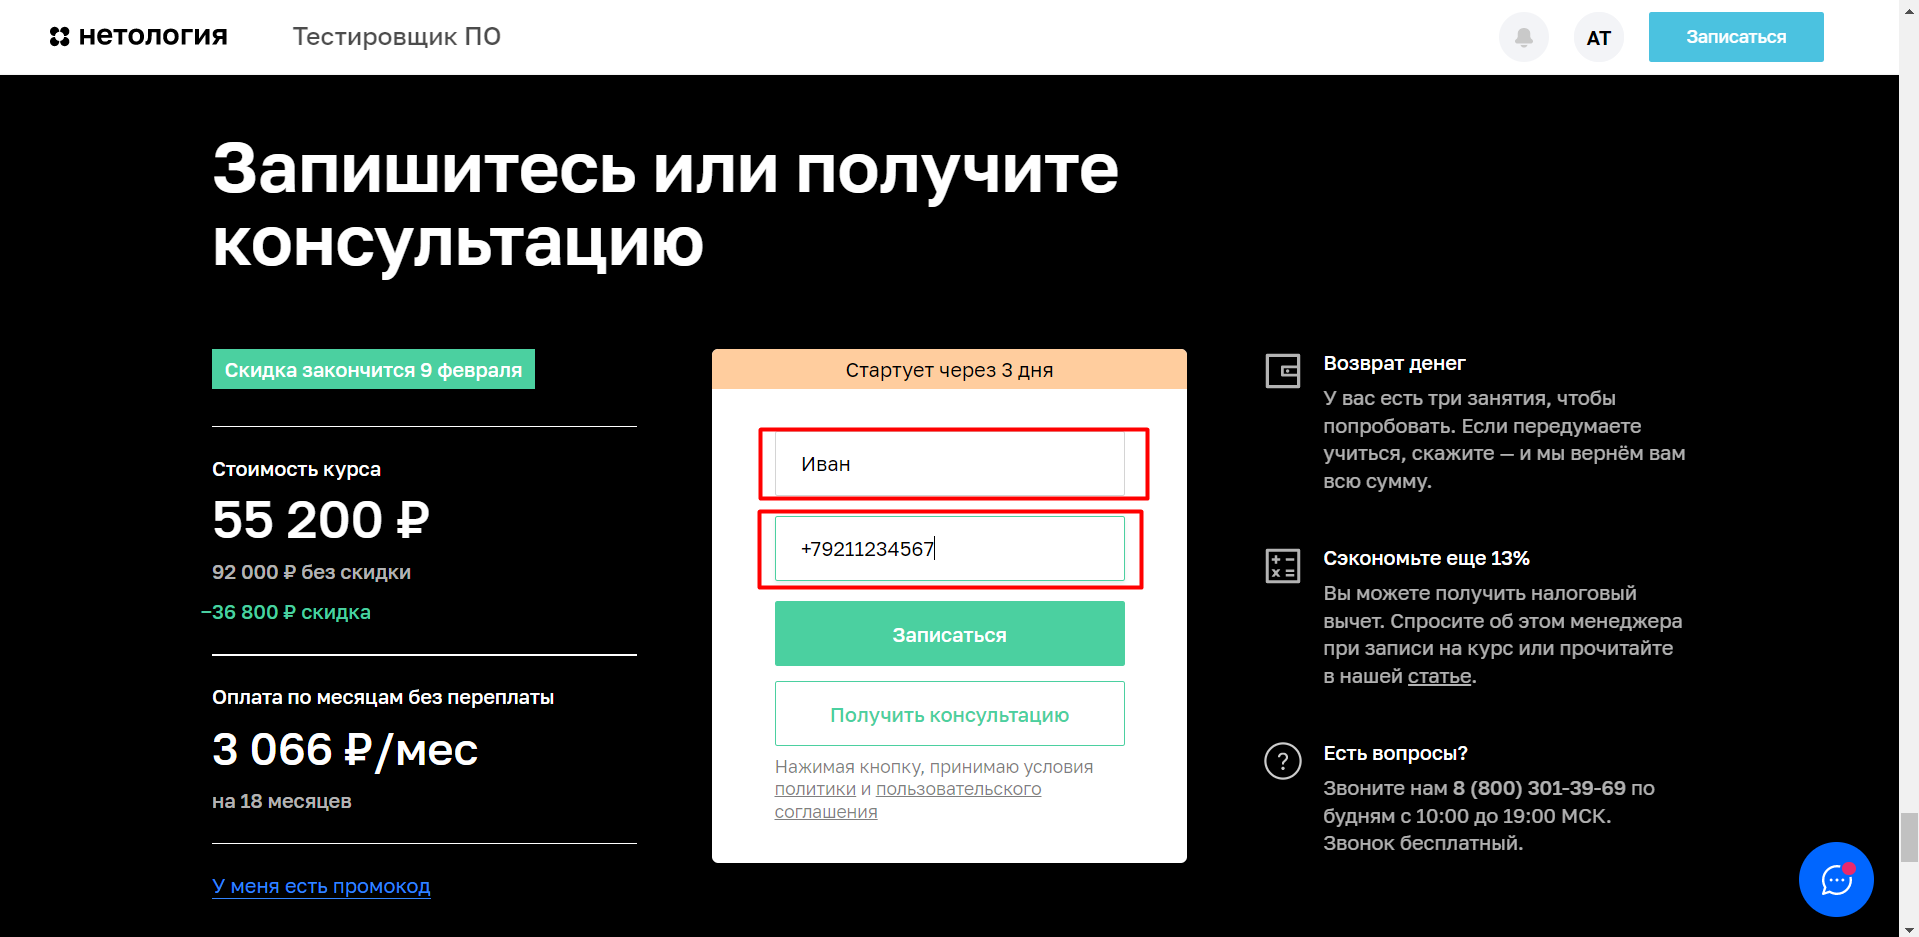 нетология
Тестировщик ПО
АТ
Записаться
Запишитесь или получите
консультацию
Скидка закончится 9 февраля
Стоимость курса
55 200 ₽
92 000 ₽ без скидки
−36 800 ₽ скидка
Оплата по месяцам без переплаты
3 066 ₽/мес
на 18 месяцев
У меня есть промокод
Стартует через 3 дня
Иван
+79211234567
Записаться
Получить консультацию
Нажимая кнопку, принимаю условия
политики и пользовательского
соглашения
Возврат денег
У вас есть три занятия, чтобы
попробовать. Если передумаете
учиться, скажите — и мы вернём вам
всю сумму.
Сэкономьте еще 13%
Вы можете получить налоговый
вычет. Спросите об этом менеджера
при записи на курс или прочитайте
в нашей статье.
Есть вопросы?
Звоните нам 8 (800) 301-39-69 по
будням с 10:00 до 19:00 МСК.
Звонок бесплатный.